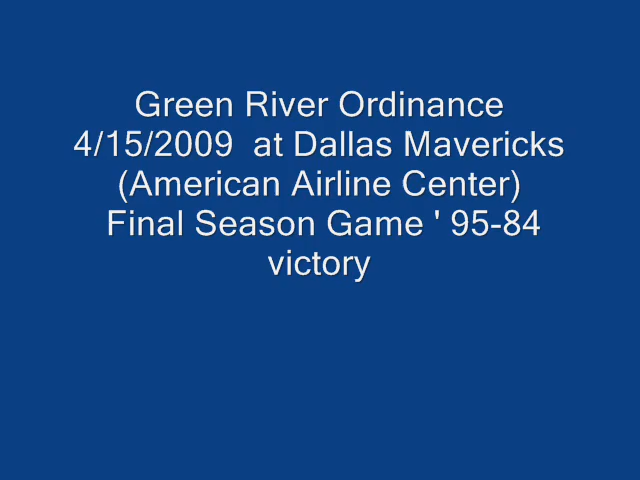 Green River Ordinance
4/15/2009  at Dallas Mavericks
(American Airline Center)
Final Season Game ' 95-84
victory